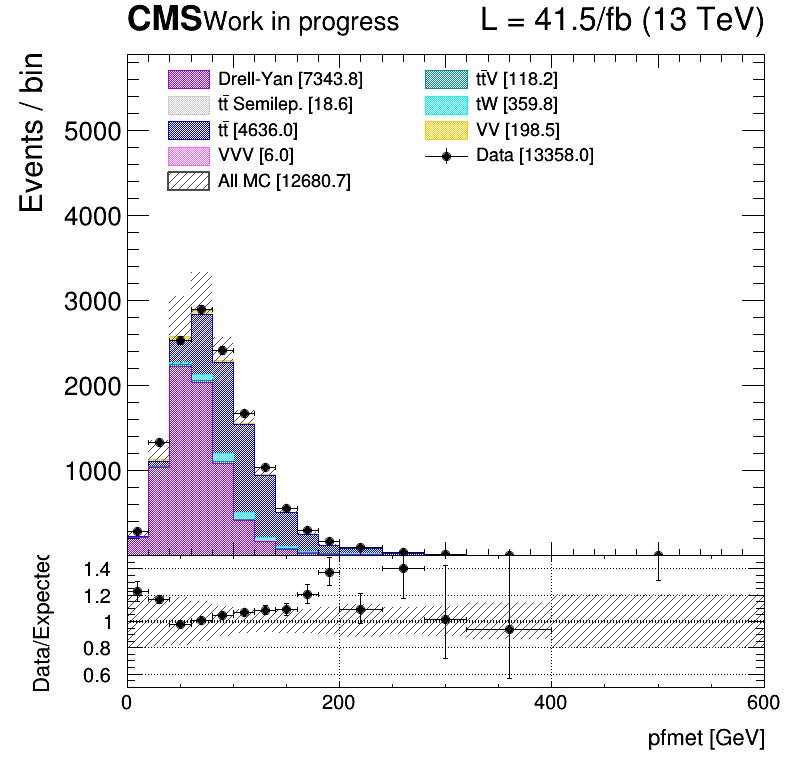 CMS Work in progress L = 41.5/fb (13 TeV)
Drell-Yan [7343.8] tt̄V [118.2]
tt̄ Semilep. [18.6] tW [359.8]
tt̄ [4636.0] VV [198.5]
VVV [6.0] Data [13358.0]
All MC [12680.7]
Events / bin
5000
4000
3000
2000
1000
Data/Expected
1.4
1.2
1
0.8
0.6
0 200 400 600
pfmet [GeV]